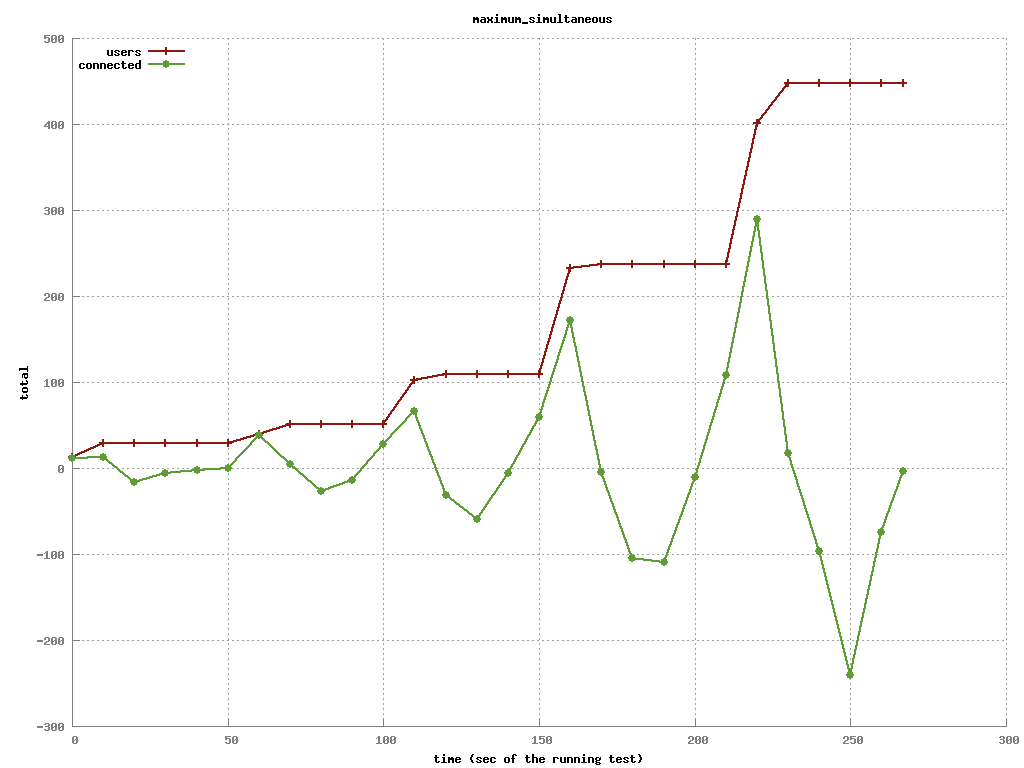 maximum_simultaneous
users
connected
500
400
300
200
100
0
-100
-200
-300
total
0 50 100 150 200 250 300
time (sec of the running test)